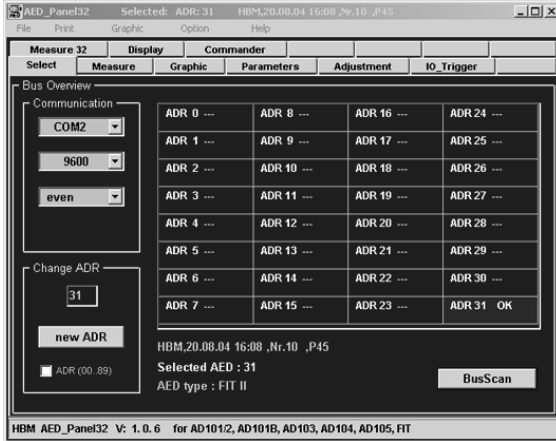 AED_Panel32 Selected: ADR: 31 HBM,20.08.04 16:08 ,Nr.10 ,P45
File Print Graphic Option Help
Measure 32 Display Commander
Select Measure Graphic Parameters Adjustment IO_Trigger
Bus Overview
Communication
COM2
9600
even
ADR 0 --- ADR 8 --- ADR 16 --- ADR 24 ---
ADR 1 --- ADR 9 --- ADR 17 --- ADR 25 ---
ADR 2 --- ADR 10 --- ADR 18 --- ADR 26 ---
ADR 3 --- ADR 11 --- ADR 19 --- ADR 27 ---
ADR 4 --- ADR 12 --- ADR 20 --- ADR 28 ---
ADR 5 --- ADR 13 --- ADR 21 --- ADR 29 ---
ADR 6 --- ADR 14 --- ADR 22 --- ADR 30 ---
ADR 7 --- ADR 15 --- ADR 23 --- ADR 31 OK
Change ADR
31
new ADR
ADR (00..89)
HBM,20.08.04 16:08 ,Nr.10 ,P45
Selected AED : 31
AED type : FIT II
BusScan
HBM AED_Panel32 V: 1. 0. 6 for AD101/2, AD101B, AD103, AD104, AD105, FIT